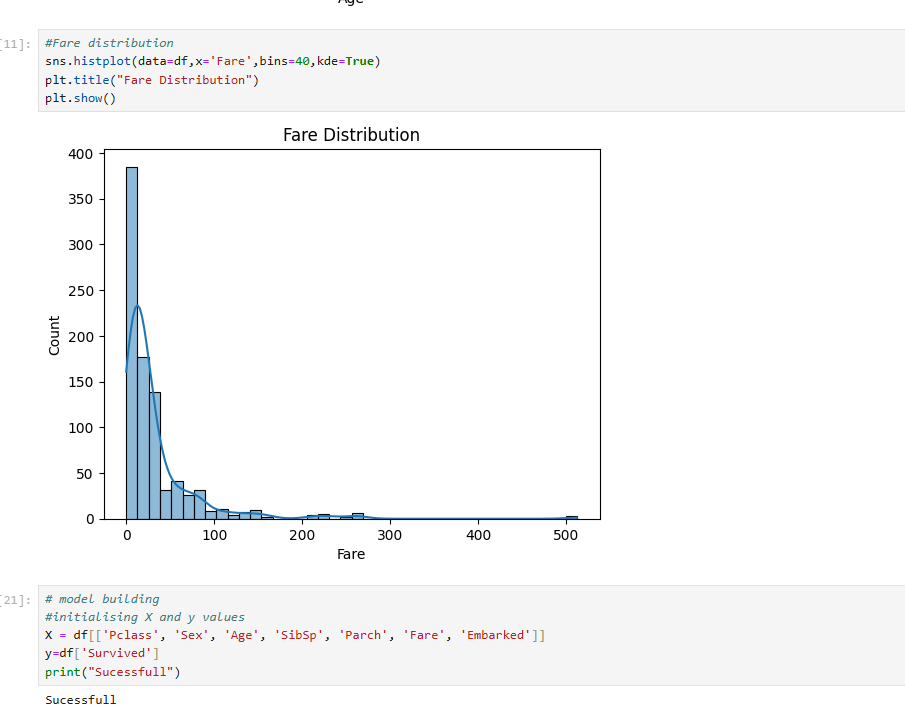 Age
[11]:
#Fare distribution
sns.histplot(data=df,x='Fare',bins=40,kde=True)
plt.title("Fare Distribution")
plt.show()
Fare Distribution
400
350
300
250
200
150
100
50
0
Count
0 100 200 300 400 500
Fare
[21]:
# model building
#initialising X and y values
X = df[['Pclass', 'Sex', 'Age', 'SibSp', 'Parch', 'Fare', 'Embarked']]
y=df['Survived']
print("Sucessfull")
Sucessfull